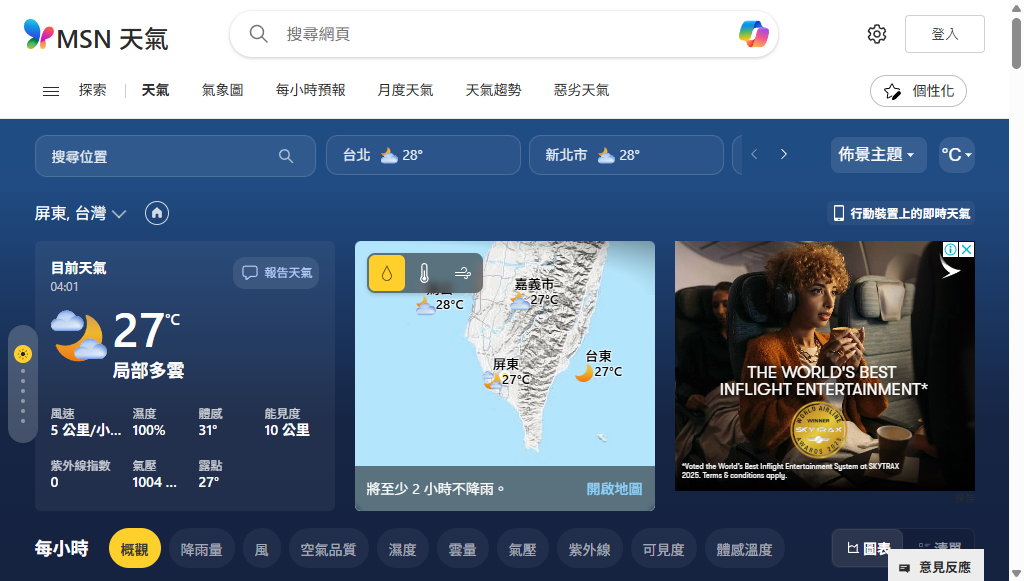 MSN 天氣
搜尋網頁
登入
探索
天氣
氣象圖
每小時預報
月度天氣
天氣趨勢
惡劣天氣
個性化
搜尋位置
台北 28°
新北市 28°
佈景主題
°C
屏東, 台灣
行動裝置上的即時天氣
目前天氣
04:01
報告天氣
27°C
局部多雲
風速
5 公里/小...
濕度
100%
體感
31°
能見度
10 公里
紫外線指數
0
氣壓
1004 ...
露點
27°
28°C
嘉義市
27°C
屏東
27°C
台東
27°C
將至少 2 小時不降雨。
開啟地圖
THE WORLD'S BEST
INFLIGHT ENTERTAINMENT*
WORLD AIRLINE
WINNER
SKYTRAX
AWARDS 2025
*Voted the World's Best Inflight Entertainment System at SKYTRAX
2025. Terms & conditions apply.
每小時
概觀
降雨量
風
空氣品質
濕度
雲量
氣壓
紫外線
可見度
體感溫度
圖表
清單
意見反應